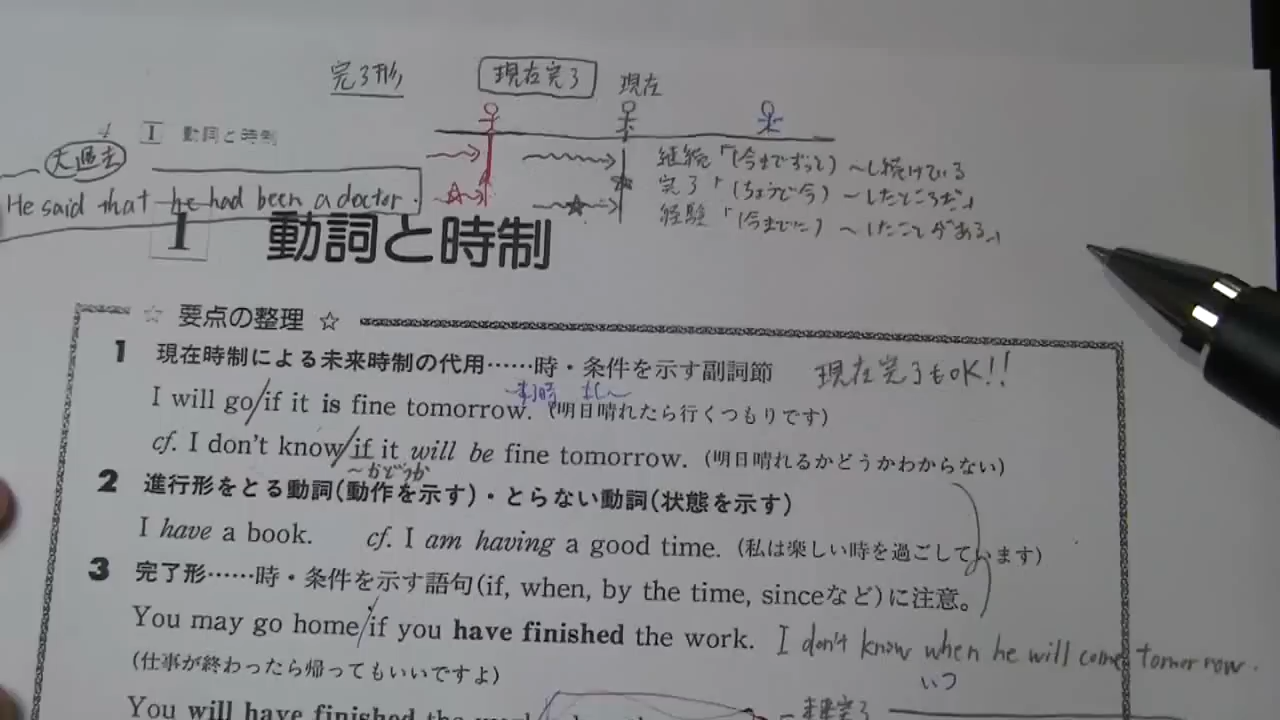 完了形 現在完了 現在
4 I 動詞と時制
大過去
継続「(今までずっと)〜し続けている
He said that he had been a doctor.
完了「(ちょうど今)〜したところだ」
経験「(今までに)〜したことがある」
1 動詞と時制
☆ 要点の整理 ☆
1 現在時制による未来時制の代用……時・条件を示す副詞節 現在完了もOK!!
I will go/if it is fine tomorrow. (明日晴れたら行くつもりです)
cf. I don't know/if it will be fine tomorrow. (明日晴れるかどうかわからない)
〜かどうか
2 進行形をとる動詞(動作を示す)・とらない動詞(状態を示す)
I have a book. cf. I am having a good time. (私は楽しい時を過ごしています)
3 完了形……時・条件を示す語句(if, when, by the time, sinceなど)に注意。
You may go home/if you have finished the work. I don't know when he will come tomorrow.
(仕事が終わったら帰ってもいいですよ) いつ
You will have finished the 未来完了